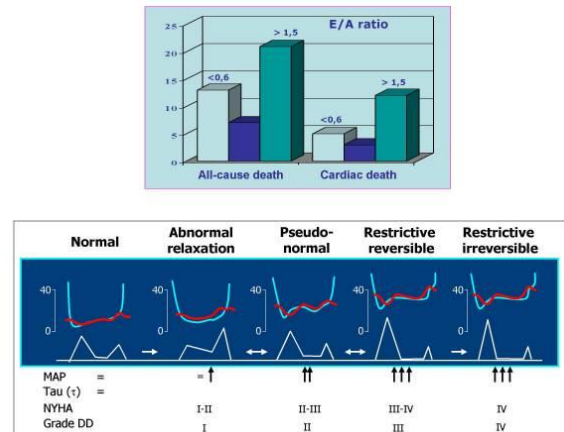 E/A ratio
25
20
15
10
5
0
<0,6
> 1,5
<0,6
> 1,5
All-cause death Cardiac death
Normal Abnormal relaxation Pseudo-normal Restrictive reversible Restrictive irreversible
40 40 40 40 40
0 0 0 0 0
MAP = = ↑ ↑↑ ↑↑↑ ↑↑↑
Tau (τ) =
NYHA I-II II-III III-IV IV
Grade DD I II III IV